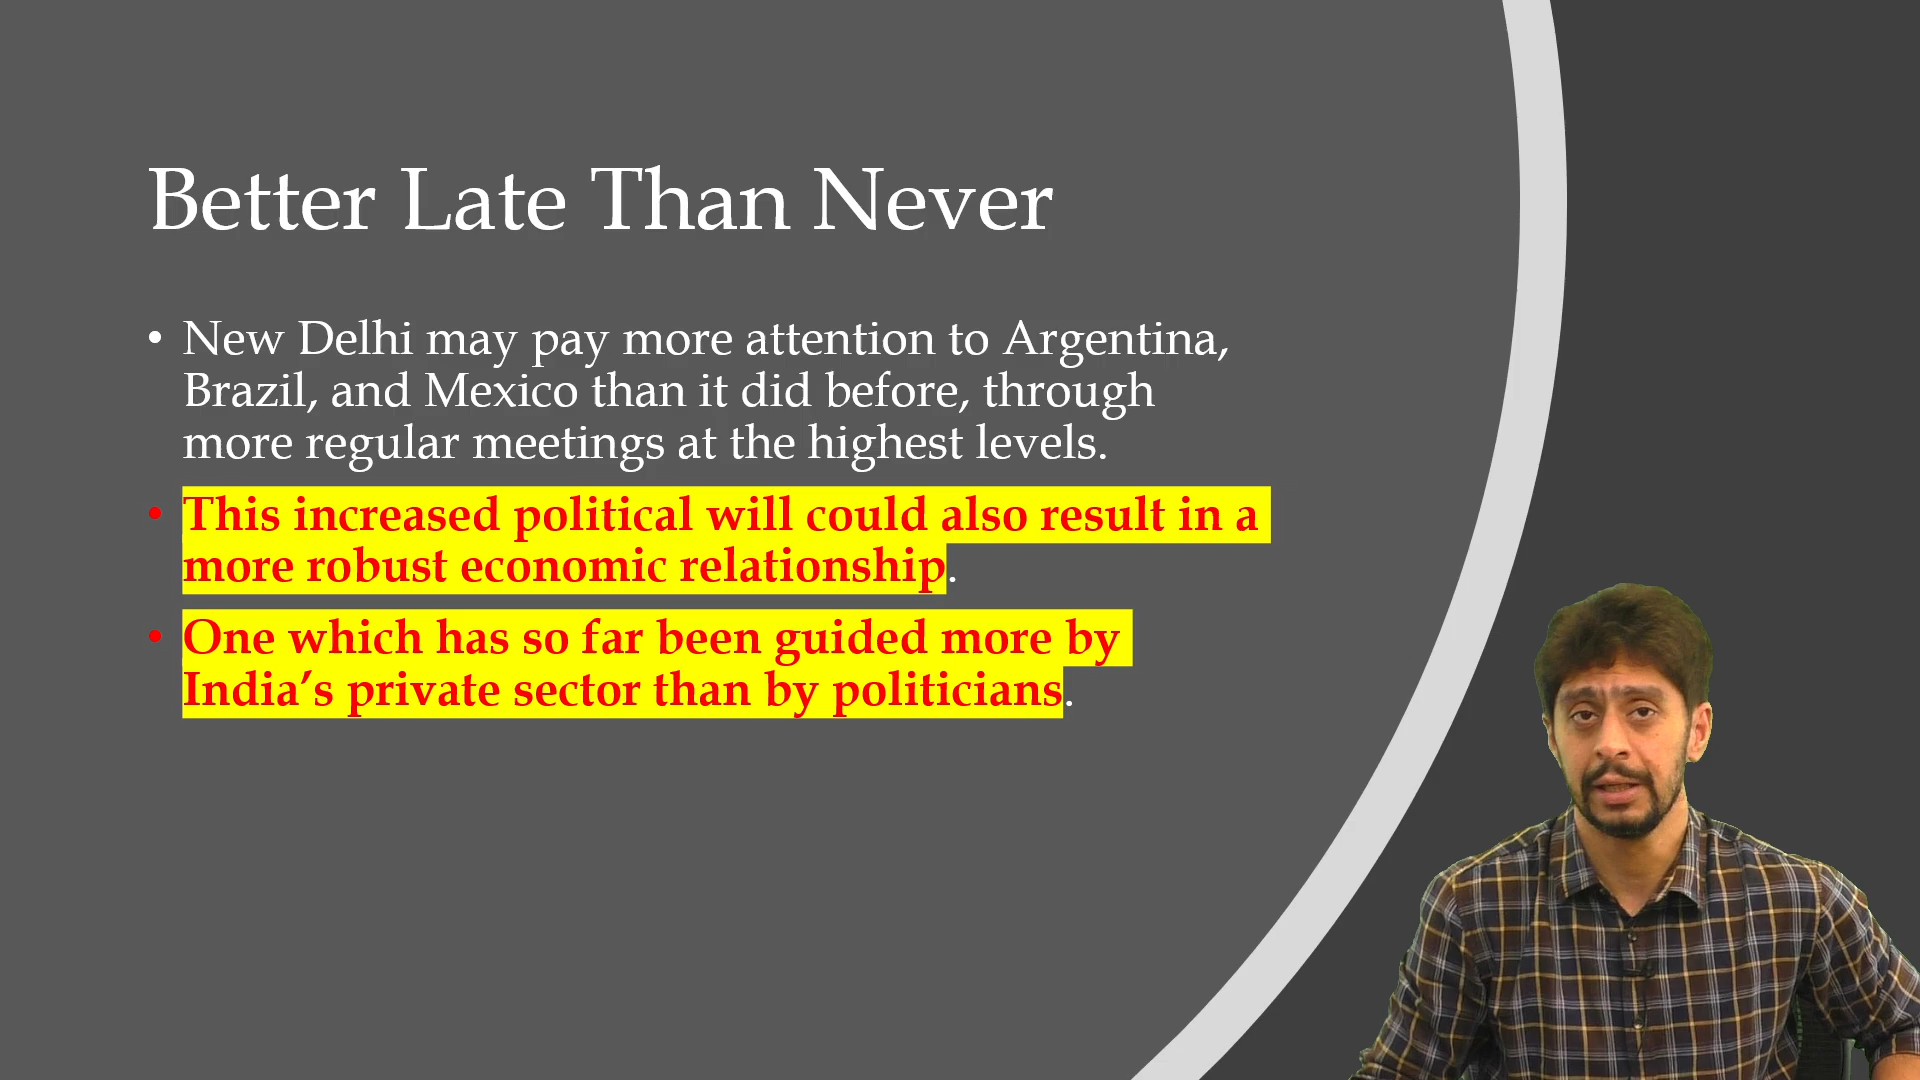 Better Late Than Never
• New Delhi may pay more attention to Argentina,
Brazil, and Mexico than it did before, through
more regular meetings at the highest levels.
• This increased political will could also result in a
more robust economic relationship.
• One which has so far been guided more by
India’s private sector than by politicians.